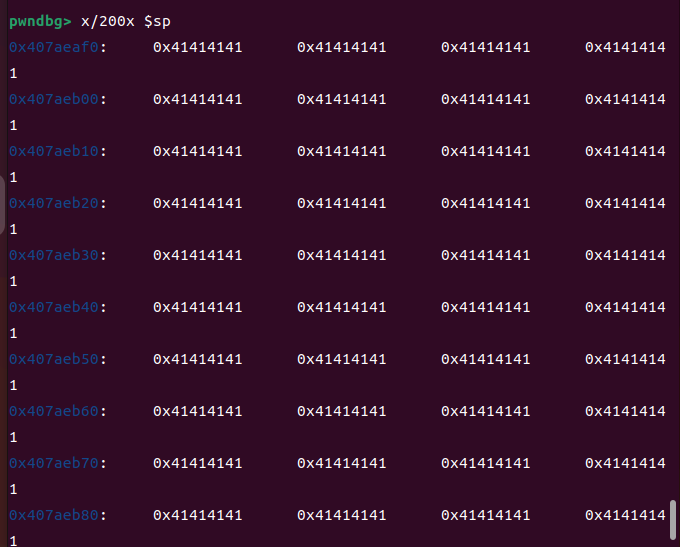 pwndbg> x/200x $sp
0x407aeaf0:     0x41414141      0x41414141      0x41414141      0x4141414
1
0x407aeb00:     0x41414141      0x41414141      0x41414141      0x4141414
1
0x407aeb10:     0x41414141      0x41414141      0x41414141      0x4141414
1
0x407aeb20:     0x41414141      0x41414141      0x41414141      0x4141414
1
0x407aeb30:     0x41414141      0x41414141      0x41414141      0x4141414
1
0x407aeb40:     0x41414141      0x41414141      0x41414141      0x4141414
1
0x407aeb50:     0x41414141      0x41414141      0x41414141      0x4141414
1
0x407aeb60:     0x41414141      0x41414141      0x41414141      0x4141414
1
0x407aeb70:     0x41414141      0x41414141      0x41414141      0x4141414
1
0x407aeb80:     0x41414141      0x41414141      0x41414141      0x4141414
1